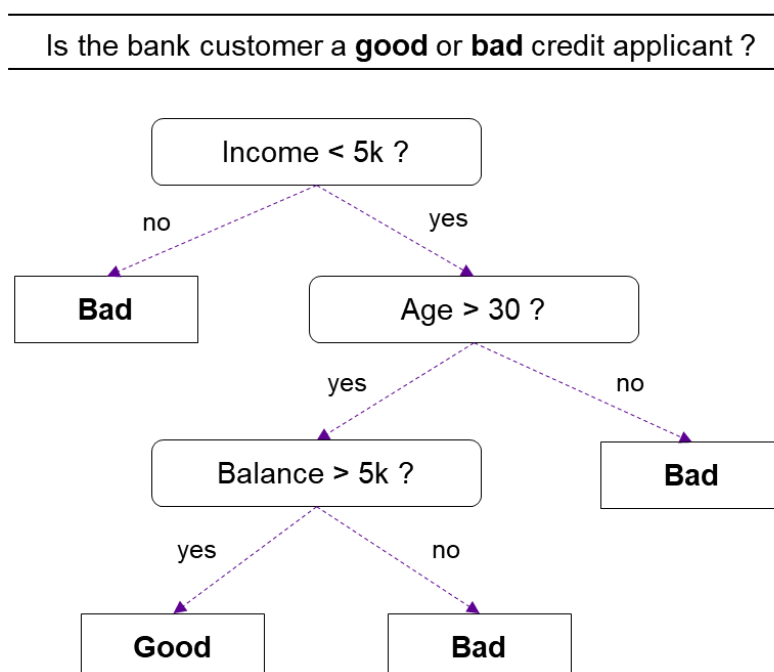 Is the bank customer a good or bad credit applicant ?
Income < 5k ?
no
yes
Bad
Age > 30 ?
yes
no
Balance > 5k ?
Bad
yes
no
Good
Bad